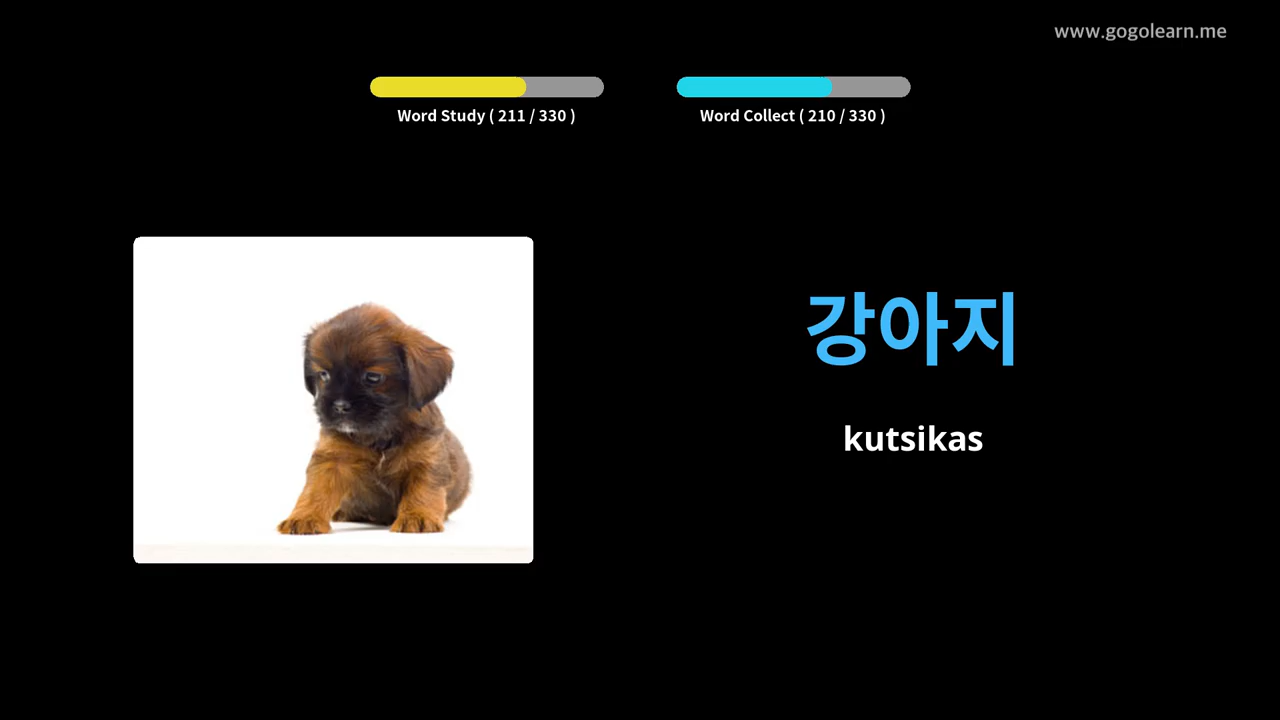 www.gogolearn.me
Word Study ( 211 / 330 )
Word Collect ( 210 / 330 )
강아지
kutsikas